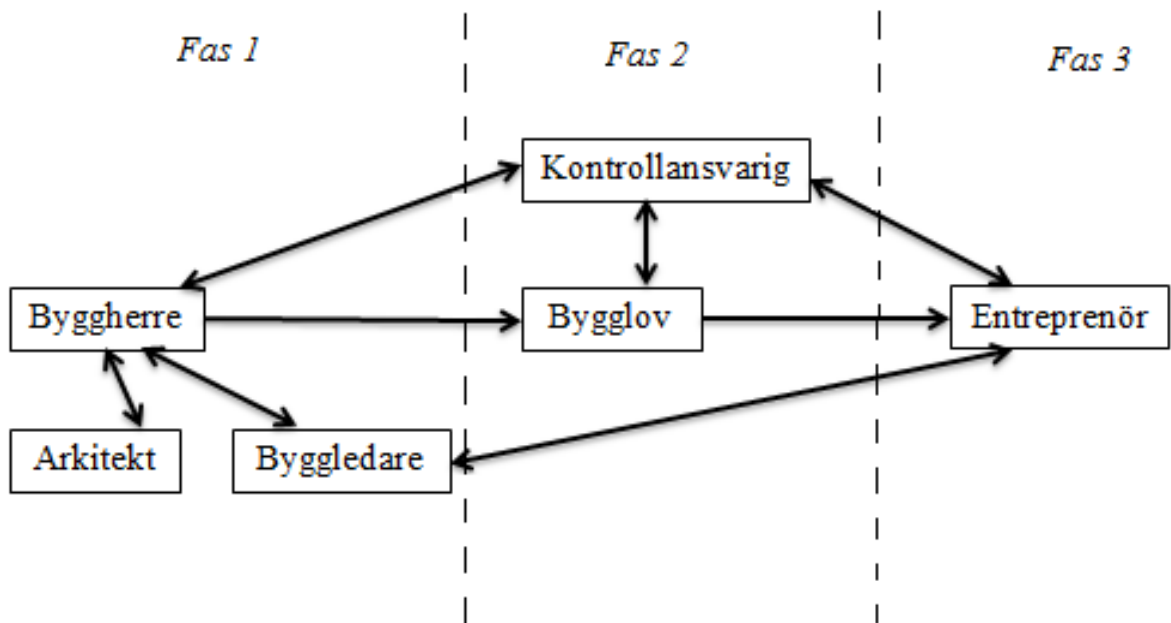 Fas 1
Fas 2
Fas 3
Kontrollansvarig
Byggherre
Bygglov
Entreprenör
Arkitekt
Byggledare